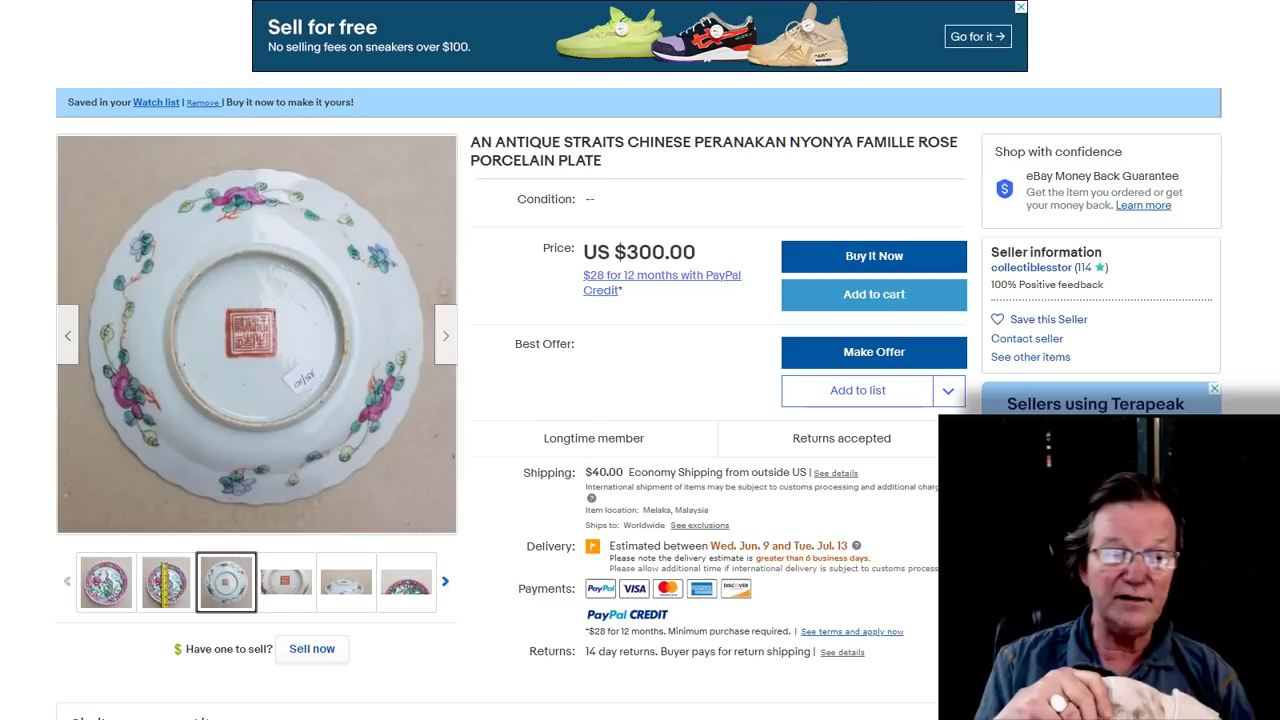 Sell for free
No selling fees on sneakers over $100.
Go for it →
Saved in your Watch list | Remove | Buy it now to make it yours!
AN ANTIQUE STRAITS CHINESE PERANAKAN NYONYA FAMILLE ROSE
PORCELAIN PLATE
Condition: --
Price: US $300.00
$28 for 12 months with PayPal
Credit*
Buy It Now
Add to cart
Best Offer:
Make Offer
Add to list
Longtime member
Returns accepted
Shipping: $40.00 Economy Shipping from outside US | See details
International shipment of items may be subject to customs processing and additional charg
Item location: Melaka, Malaysia
Ships to: Worldwide See exclusions
Delivery: Estimated between Wed. Jun. 9 and Tue. Jul. 13
Please note the delivery estimate is greater than 6 business days.
Please allow additional time if international delivery is subject to customs process
Payments: PayPal VISA MasterCard AMERICAN EXPRESS DISCOVER
PayPal CREDIT
*$28 for 12 months. Minimum purchase required. | See terms and apply now
Returns: 14 day returns. Buyer pays for return shipping | See details
$ Have one to sell? Sell now
Shop with confidence
eBay Money Back Guarantee
Get the item you ordered or get
your money back. Learn more
Seller information
collectiblesstor (114 ★)
100% Positive feedback
Save this Seller
Contact seller
See other items
Sellers using Terapeak